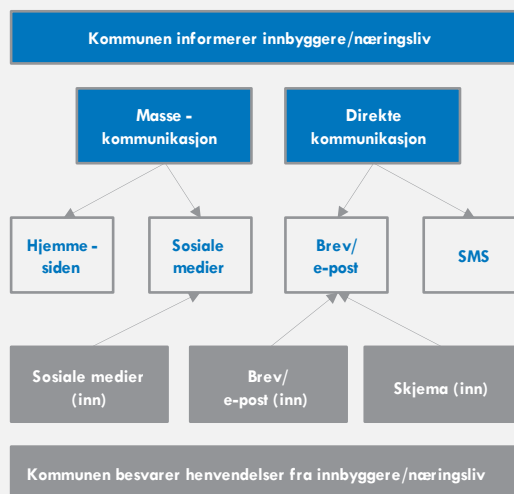 Kommunen informerer innbyggere/næringsliv
Masse -
kommunikasjon
Direkte
kommunikasjon
Hjemme -
siden
Sosiale
medier
Brev/
e-post
SMS
Sosiale medier
(inn)
Brev/
e-post (inn)
Skjema (inn)
Kommunen besvarer henvendelser fra innbyggere/næringsliv